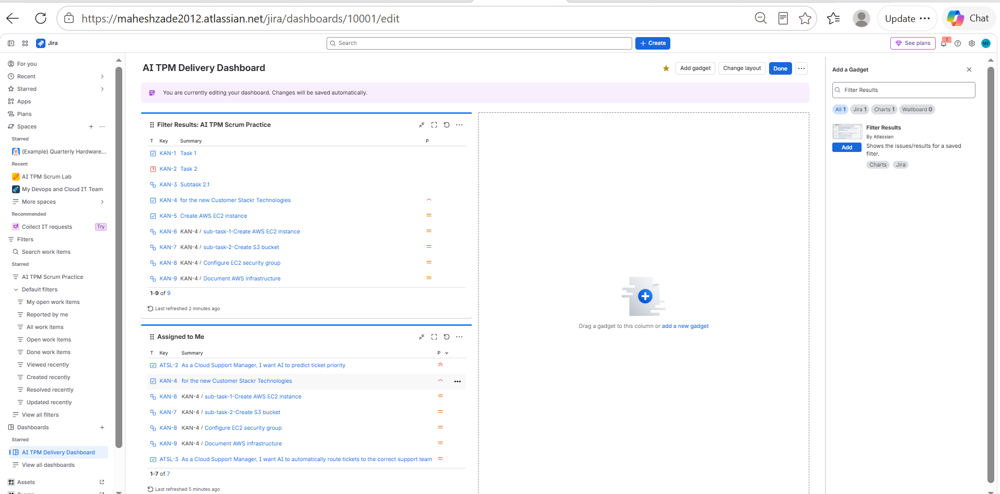 https://maheshzade2012.atlassian.net/jira/dashboards/10001/edit
Update
Chat
Jira
Search
+ Create
See plans
1
MZ
For you
Recent
Starred
Apps
Plans
Spaces
Starred
(Example) Quarterly Hardware...
Recent
AI TPM Scrum Lab
My Devops and Cloud IT Team
More spaces
Recommended
Collect IT requests Try
Filters
Search work items
Starred
AI TPM Scrum Practice
Default filters
My open work items
Reported by me
All work items
Open work items
Done work items
Viewed recently
Created recently
Resolved recently
Updated recently
View all filters
Dashboards
Starred
AI TPM Delivery Dashboard
View all dashboards
Assets
AI TPM Delivery Dashboard
Add gadget
Change layout
Done
You are currently editing your dashboard. Changes will be saved automatically.
Filter Results: AI TPM Scrum Practice
T Key Summary P
KAN-1 Task 1
KAN-2 Task 2
KAN-3 Subtask 2.1
KAN-4 for the new Customer Stackr Technologies
KAN-5 Create AWS EC2 instance
KAN-6 KAN-4 / sub-task-1-Create AWS EC2 instance
KAN-7 KAN-4 / sub-task-2-Create S3 bucket
KAN-8 KAN-4 / Configure EC2 security group
KAN-9 KAN-4 / Document AWS infrastructure
1–9 of 9
Last refreshed 2 minutes ago
Assigned to Me
T Key Summary P
ATSL-2 As a Cloud Support Manager, I want AI to predict ticket priority
KAN-4 for the new Customer Stackr Technologies
KAN-6 KAN-4 / sub-task-1-Create AWS EC2 instance
KAN-7 KAN-4 / sub-task-2-Create S3 bucket
KAN-8 KAN-4 / Configure EC2 security group
KAN-9 KAN-4 / Document AWS infrastructure
ATSL-3 As a Cloud Support Manager, I want AI to automatically route tickets to the correct support team
1–7 of 7
Last refreshed 5 minutes ago
Drag a gadget to this column or add a new gadget
Add a Gadget
Filter Results
All 1 Jira 1 Charts 1 Wallboard 0
Filter Results
By Atlassian
Add
Shows the issues/results for a saved
filter.
Charts Jira